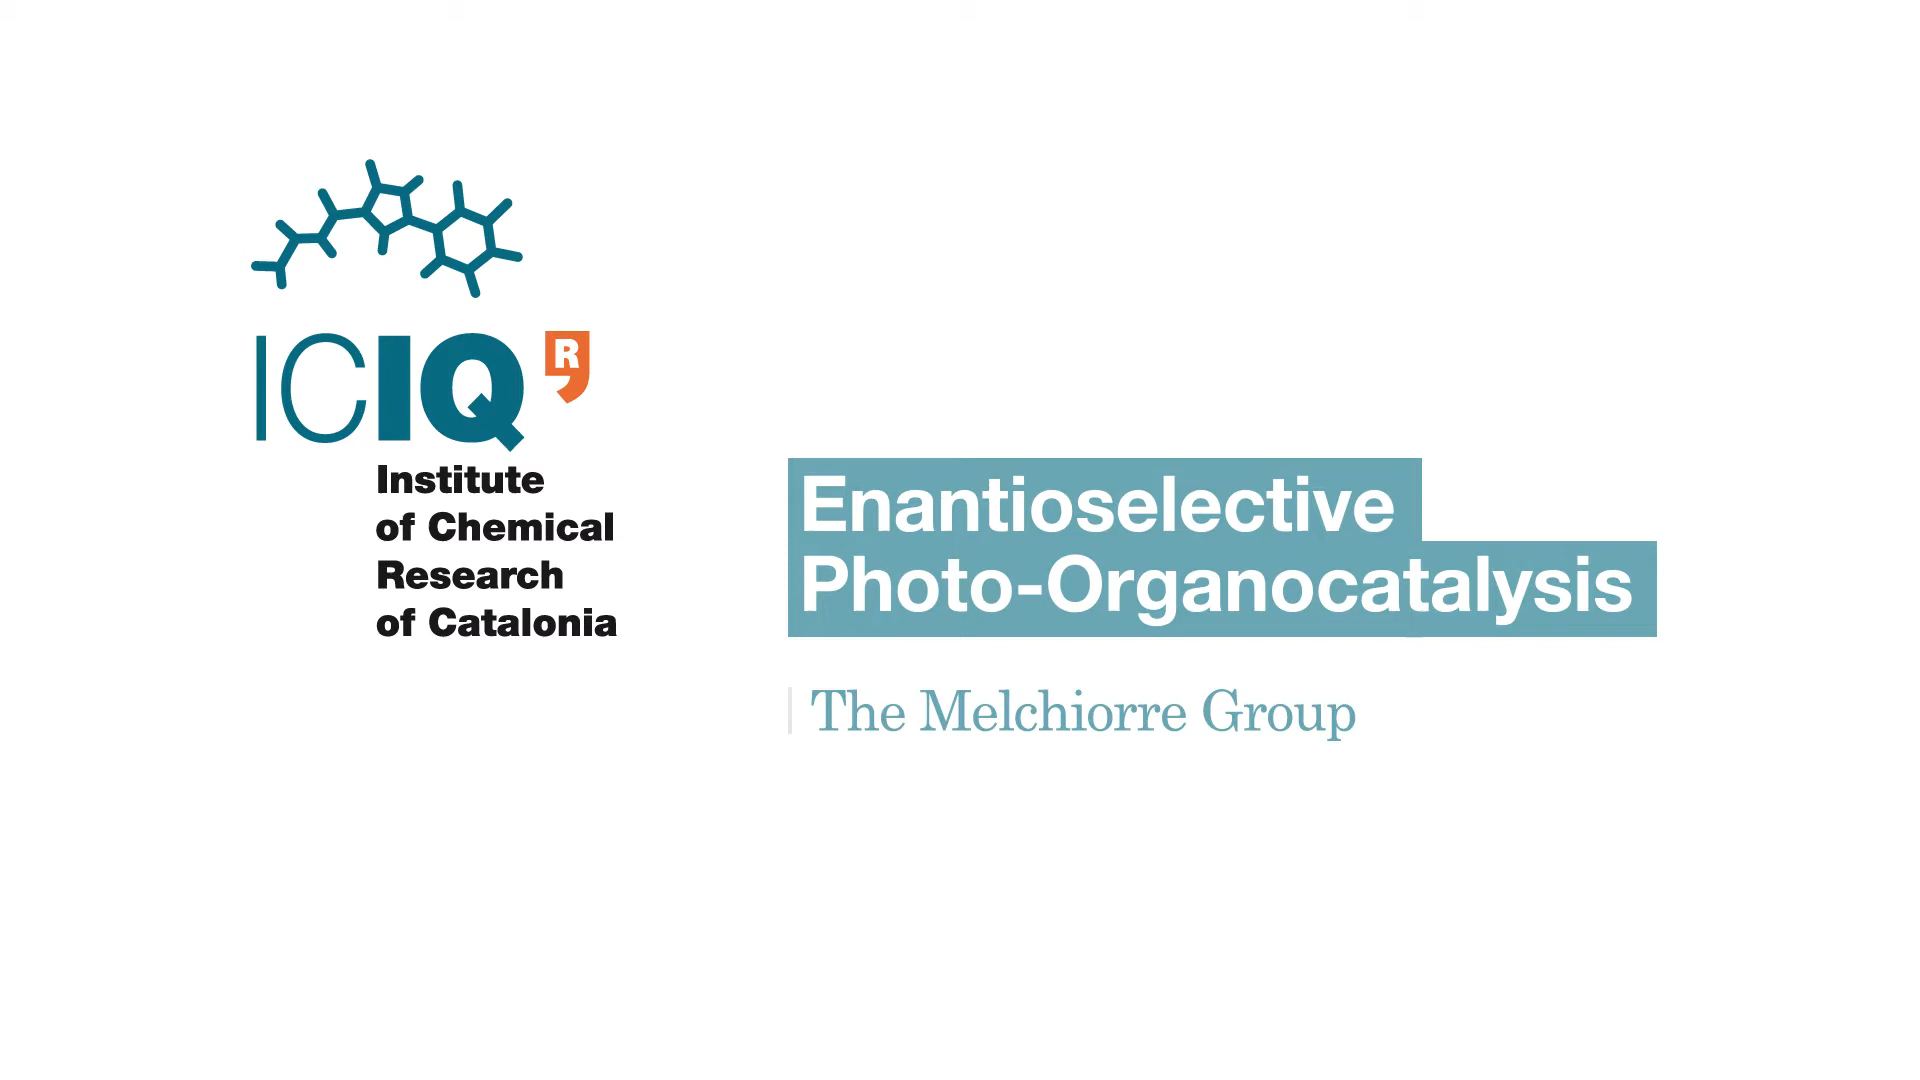 ICIQ R
Institute
of Chemical
Research
of Catalonia
Enantioselective
Photo-Organocatalysis
The Melchiorre Group